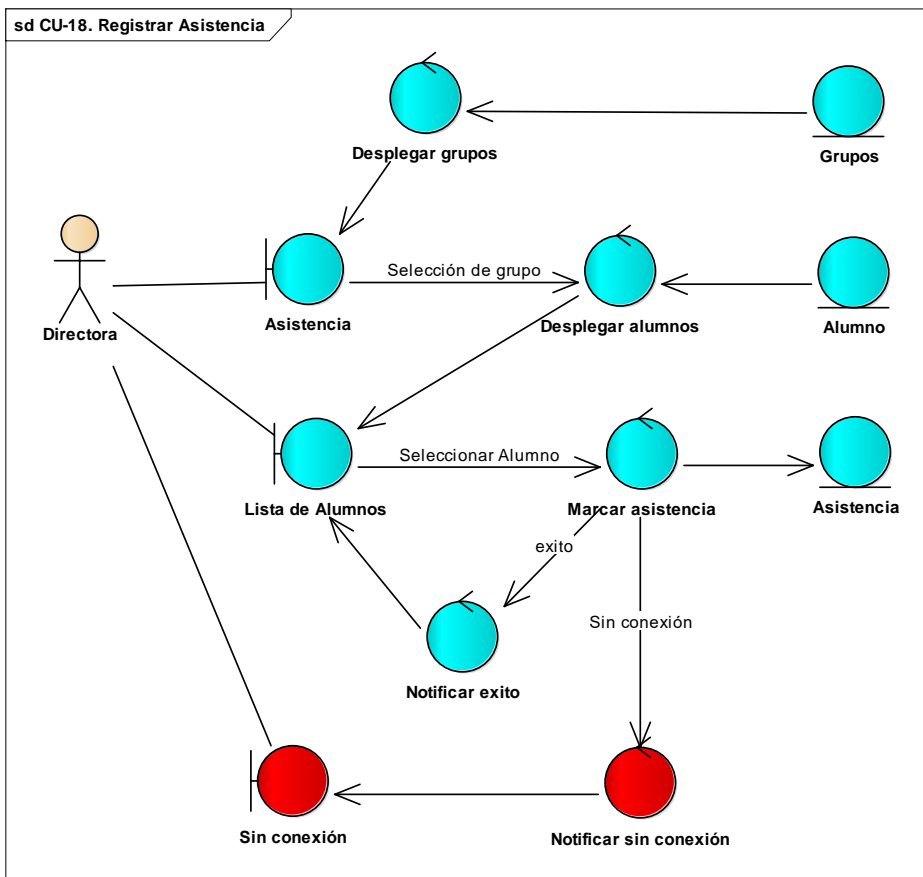 sd CU-18. Registrar Asistencia
Desplegar grupos
Grupos
Directora
Asistencia
Selección de grupo
Desplegar alumnos
Alumno
Lista de Alumnos
Seleccionar Alumno
Marcar asistencia
Asistencia
exito
Sin conexión
Notificar exito
Sin conexión
Notificar sin conexión